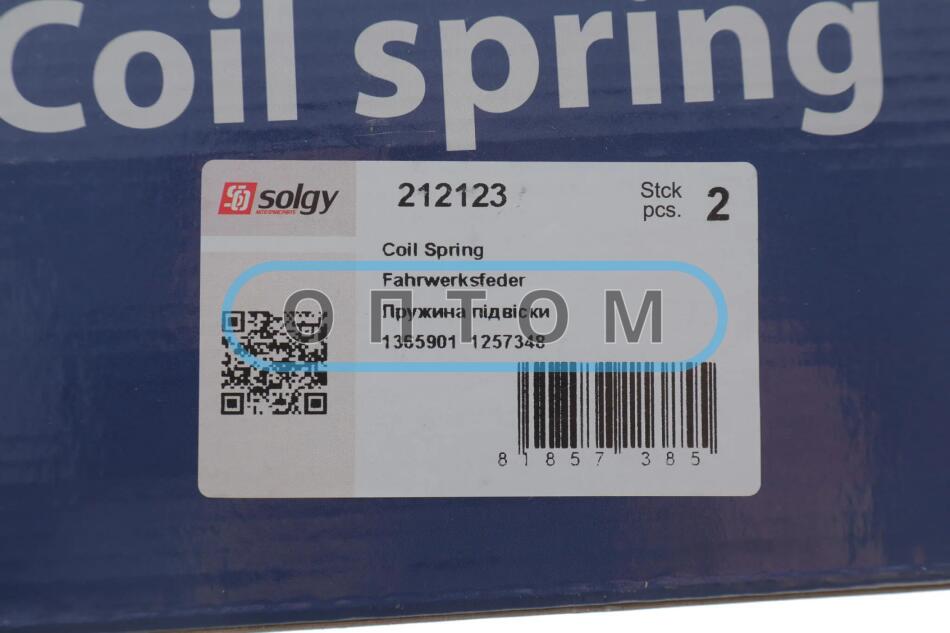 Coil spring
solgy
212123
Stck
pcs.
2
Coil Spring
Fahrwerksfeder
Пружина підвіски
1355901 1257348
ОПТОМ
81857 385